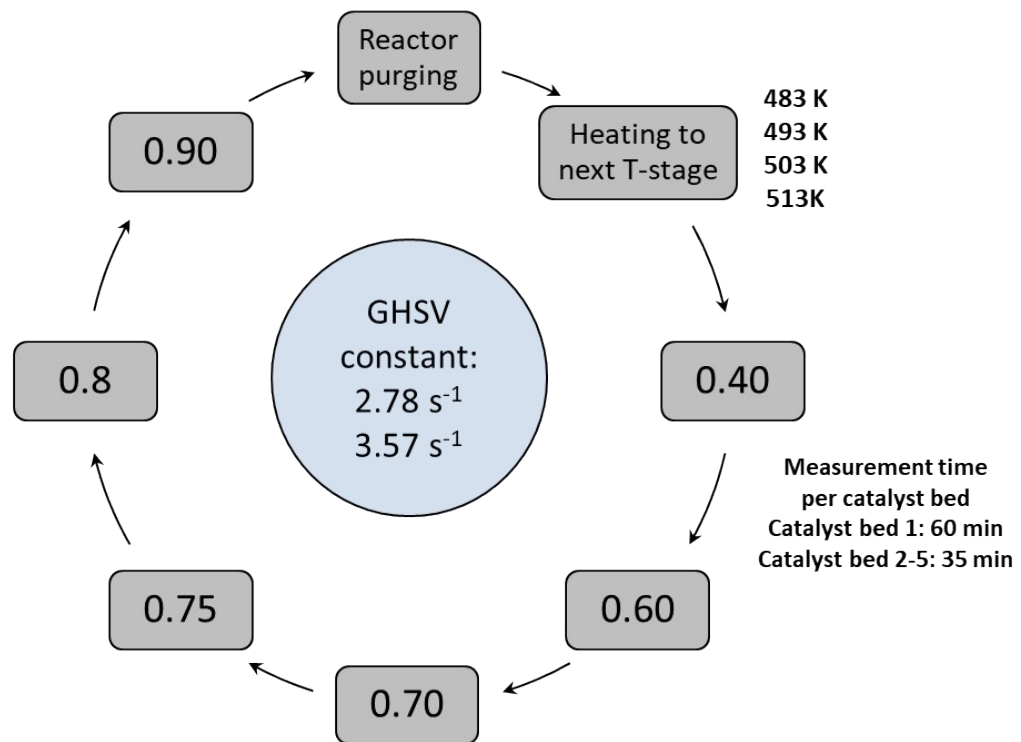 Reactor
purging
Heating to
next T-stage
483 K
493 K
503 K
513K
0.40
Measurement time
per catalyst bed
Catalyst bed 1: 60 min
Catalyst bed 2-5: 35 min
0.60
0.70
0.75
0.8
0.90
GHSV
constant:
2.78 s⁻¹
3.57 s⁻¹